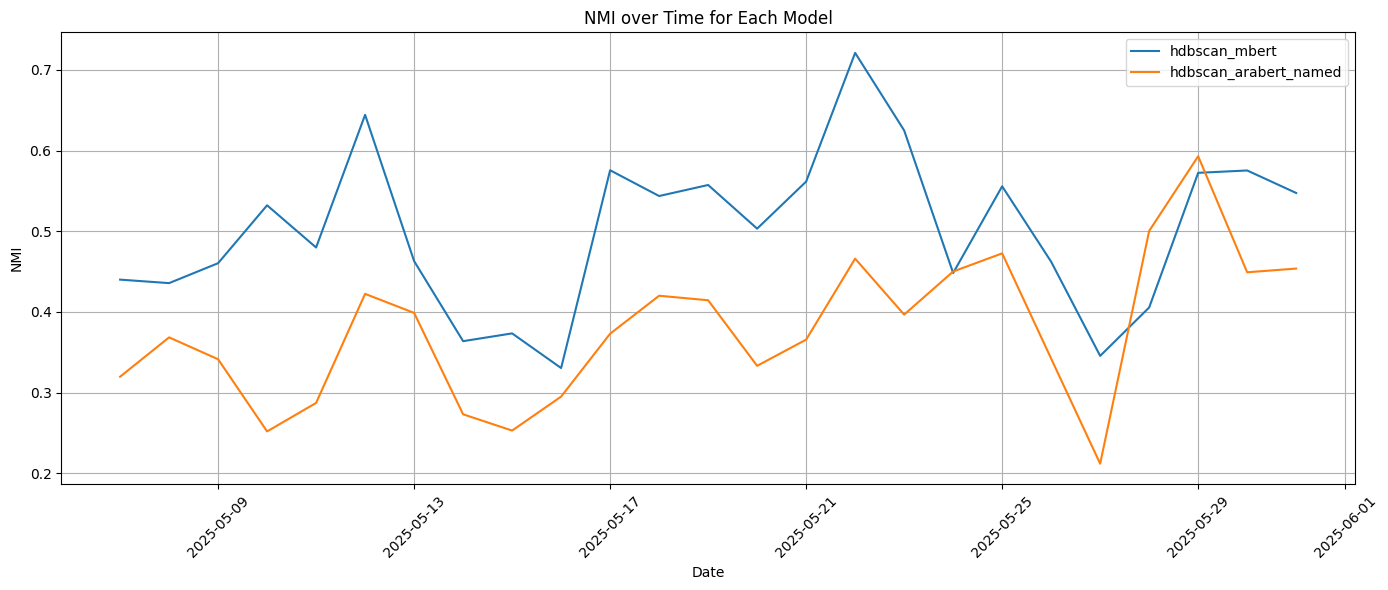 NMI over Time for Each Model
hdbscan_mbert
hdbscan_arabert_named
NMI
0.7
0.6
0.5
0.4
0.3
0.2
2025-05-09
2025-05-13
2025-05-17
2025-05-21
2025-05-25
2025-05-29
2025-06-01
Date